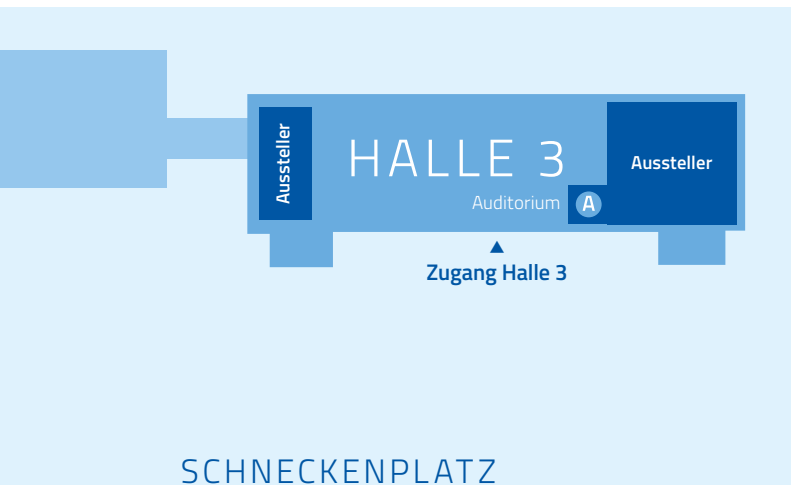 Aussteller
HALLE 3
Aussteller
Auditorium A
Zugang Halle 3
SCHNECKENPLATZ